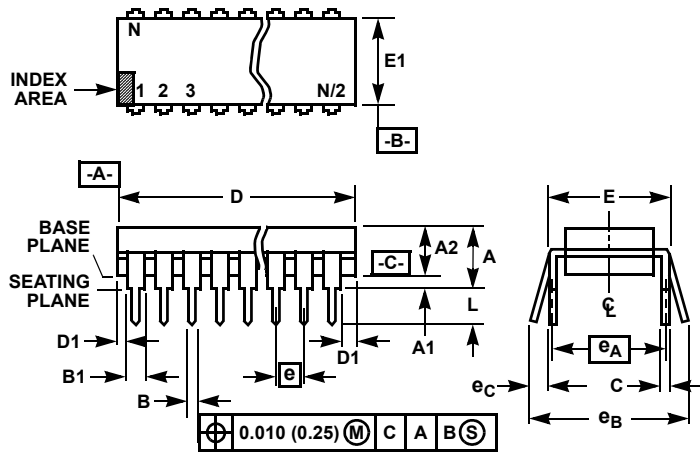 N
E1
INDEX
AREA
1 2 3 N/2
-B-
-A-
D
E
BASE
PLANE
A2
A
-C-
SEATING
PLANE
L
C L
D1
A1
D1
e
eA
B1
eC
C
B
eB
0.010 (0.25) M C A B S